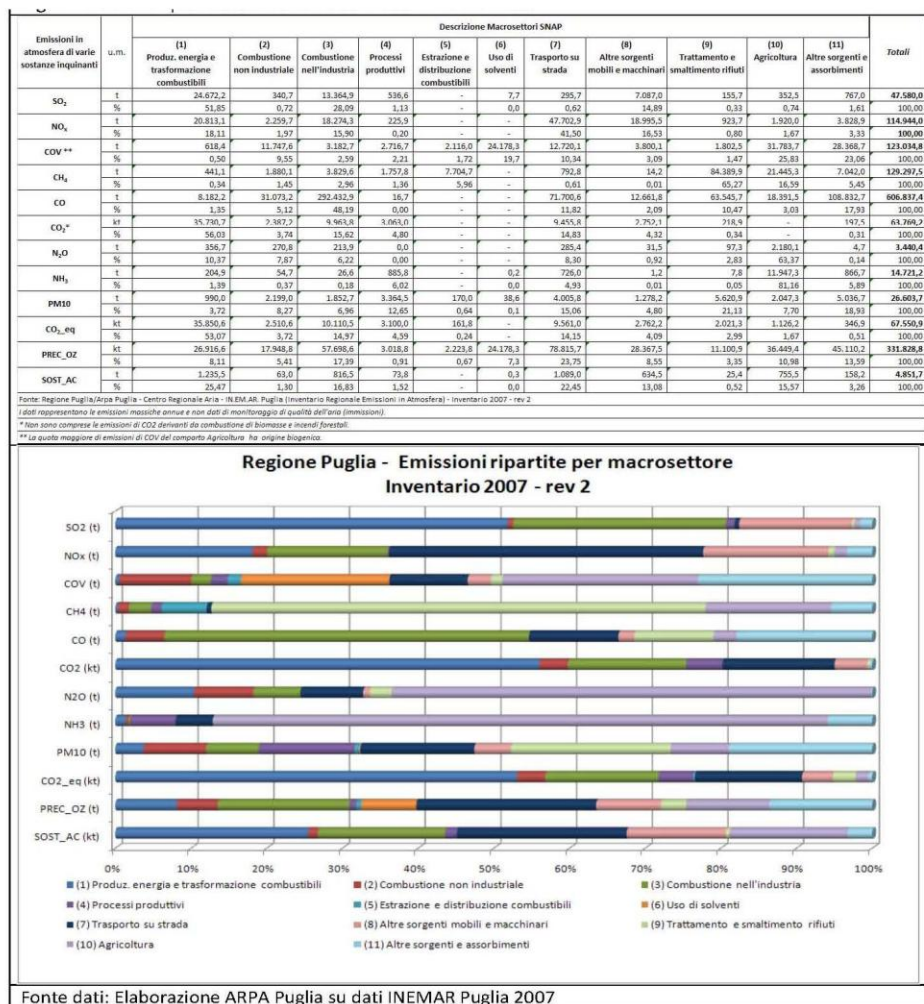 Descrizione Macrosettori SNAP
Emissioni in atmosfera di varie sostanze inquinanti u.m. (1) Produz. energia e trasformazione combustibili (2) Combustione non industriale (3) Combustione nell'industria (4) Processi produttivi (5) Estrazione e distribuzione combustibili (6) Uso di solventi (7) Trasporto su strada (8) Altre sorgenti mobili e macchinari (9) Trattamento e smaltimento rifiuti (10) Agricoltura (11) Altre sorgenti e assorbimenti Totali
SO2 t 24.672,2 340,7 13.364,9 536,6 - 7,7 295,7 7.087,0 155,7 352,5 767,0 47.580,0
% 51,85 0,72 28,09 1,13 - 0,0 0,62 14,89 0,33 0,74 1,61 100,00
NOx t 20.813,1 2.259,7 18.274,3 225,9 - - 47.702,9 18.995,5 923,7 1.920,0 3.828,9 114.944,0
% 18,11 1,97 15,90 0,20 - - 41,50 16,53 0,80 1,67 3,33 100,00
COV ** t 618,4 11.747,6 3.182,7 2.716,7 2.116,0 24.178,3 12.720,1 3.800,1 1.802,5 31.783,7 28.368,7 123.034,8
% 0,50 9,55 2,59 2,21 1,72 19,7 10,34 3,09 1,47 25,83 23,06 100,00
CH4 t 441,1 1.880,1 3.829,6 1.757,8 7.704,7 - 792,8 14,2 84.389,9 21.445,3 7.042,0 129.297,5
% 0,34 1,45 2,96 1,36 5,96 - 0,61 0,01 65,27 16,59 5,45 100,00
CO t 8.182,2 31.073,2 292.432,9 16,7 - - 71.700,6 12.661,8 63.545,7 18.391,5 108.832,7 606.837,4
% 1,35 5,12 48,19 0,00 - - 11,82 2,09 10,47 3,03 17,93 100,00
CO2* kt 35.730,7 2.387,2 9.963,8 3.063,0 - - 9.455,8 2.752,1 218,9 - 197,5 63.769,2
% 56,03 3,74 15,62 4,80 - - 14,83 4,32 0,34 - 0,31 100,00
N2O t 356,7 270,8 213,9 0,0 - - 285,4 31,5 97,3 2.180,1 4,7 3.440,4
% 10,37 7,87 6,22 0,00 - - 8,30 0,92 2,83 63,37 0,14 100,00
NH3 t 204,9 54,7 26,6 885,8 - 0,2 726,0 1,2 7,8 11.947,3 866,7 14.721,2
% 1,39 0,37 0,18 6,02 - 0,0 4,93 0,01 0,05 81,16 5,89 100,00
PM10 t 990,0 2.199,0 1.852,7 3.364,5 170,0 38,6 4.005,8 1.278,2 5.620,9 2.047,3 5.036,7 26.603,7
% 3,72 8,27 6,96 12,65 0,64 0,1 15,06 4,80 21,13 7,70 18,93 100,00
CO2_eq kt 35.850,6 2.510,6 10.110,5 3.100,0 161,8 - 9.561,0 2.762,2 2.021,3 1.126,2 346,9 67.550,9
% 53,07 3,72 14,97 4,59 0,24 - 14,15 4,09 2,99 1,67 0,51 100,00
PREC_OZ kt 26.916,6 17.948,8 57.698,6 3.018,8 2.223,8 24.178,3 78.815,7 28.367,5 11.100,9 36.449,4 45.110,2 331.828,8
% 8,11 5,41 17,39 0,91 0,67 7,3 23,75 8,55 3,35 10,98 13,59 100,00
SOST_AC t 1.235,5 63,0 816,5 73,8 - 0,3 1.089,0 634,5 25,4 755,5 158,2 4.851,7
% 25,47 1,30 16,83 1,52 - 0,0 22,45 13,08 0,52 15,57 3,26 100,00
Fonte: Regione Puglia/Arpa Puglia - Centro Regionale Aria - IN.EM.AR. Puglia (Inventario Regionale Emissioni in Atmosfera) - Inventario 2007 - rev 2
I dati rappresentano le emissioni massiche annue e non dati di monitoraggio di qualità dell'aria (immissioni).
* Non sono comprese le emissioni di CO2 derivanti da combustione di biomasse e incendi forestali.
** La quota maggiore di emissioni di COV del comparto Agricoltura ha origine biogenica.
Regione Puglia - Emissioni ripartite per macrosettore
Inventario 2007 - rev 2
SO2 (t)
NOx (t)
COV (t)
CH4 (t)
CO (t)
CO2 (kt)
N2O (t)
NH3 (t)
PM10 (t)
CO2_eq (kt)
PREC_OZ (t)
SOST_AC (kt)
0% 10% 20% 30% 40% 50% 60% 70% 80% 90% 100%
(1) Produz. energia e trasformazione combustibili (2) Combustione non industriale (3) Combustione nell'industria
(4) Processi produttivi (5) Estrazione e distribuzione combustibili (6) Uso di solventi
(7) Trasporto su strada (8) Altre sorgenti mobili e macchinari (9) Trattamento e smaltimento rifiuti
(10) Agricoltura (11) Altre sorgenti e assorbimenti
Fonte dati: Elaborazione ARPA Puglia su dati INEMAR Puglia 2007